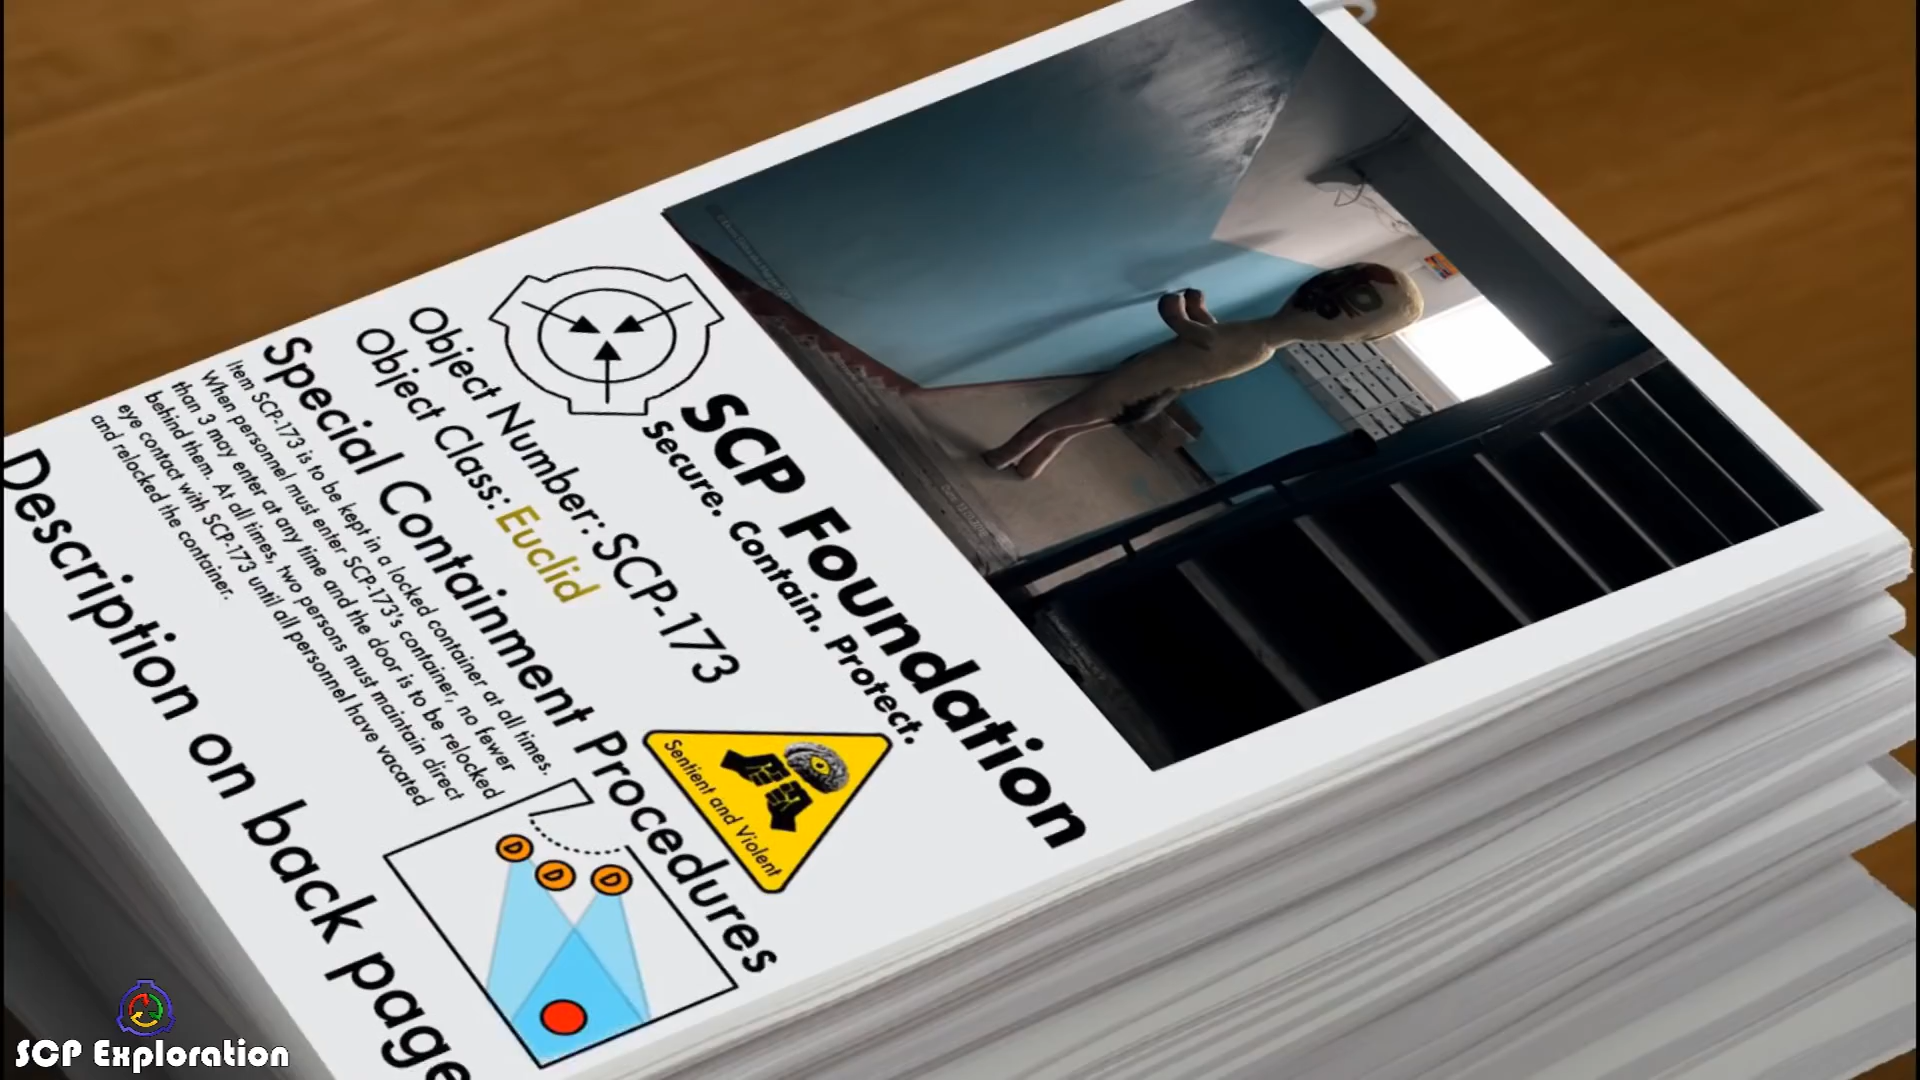 SCP Foundation
Secure. Contain. Protect.
Object Number: SCP-173
Object Class: Euclid
Special Containment Procedures
Item SCP-173 is to be kept in a locked container at all times.
When personnel must enter SCP-173's container, no fewer
than 3 may enter at any time and the door is to be relocked
behind them. At all times, two persons must maintain direct
eye contact with SCP-173 until all personnel have vacated
and relocked the container.
Sentient and Violent
D
D
D
Description on back page
SCP Exploration